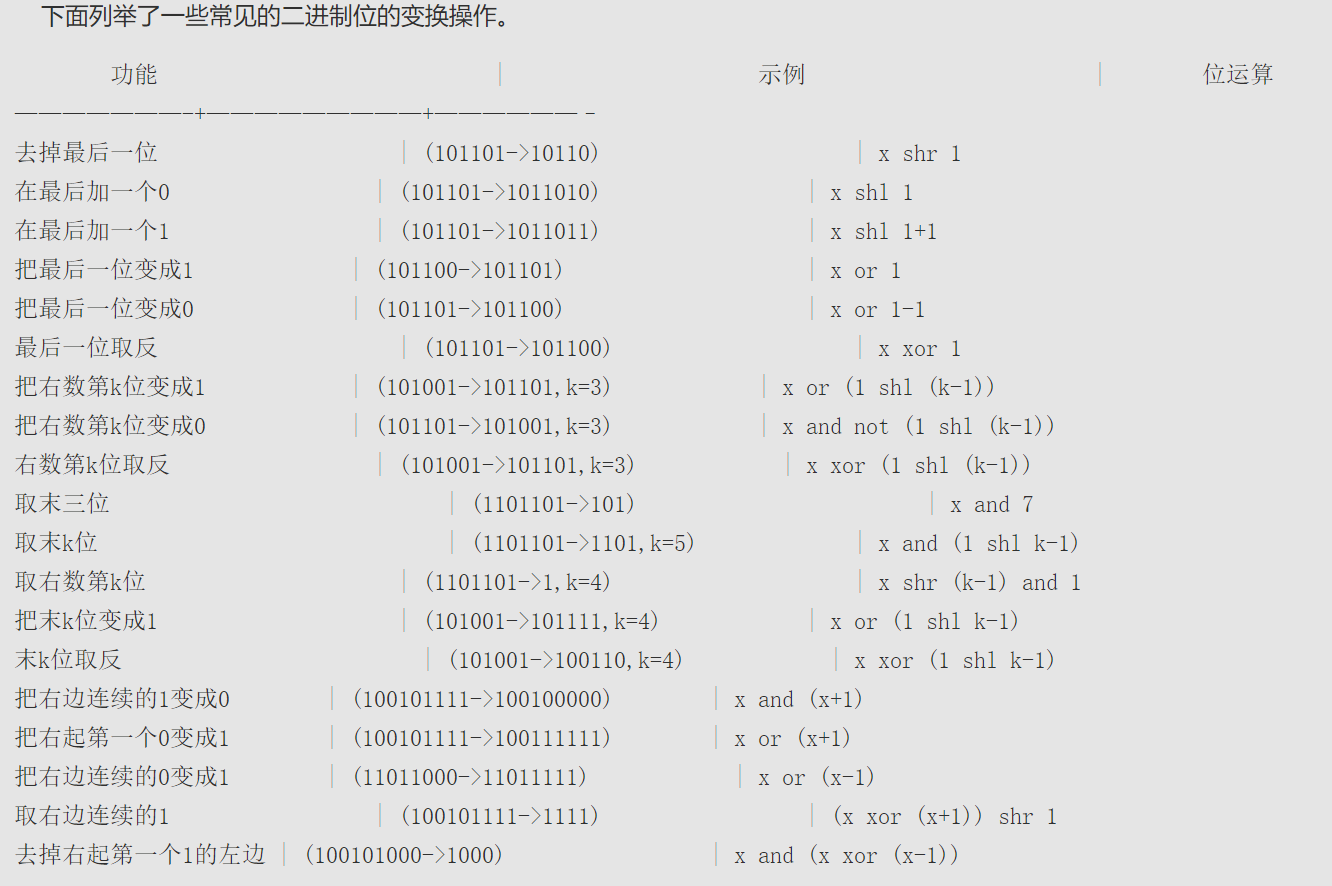 下面列举了一些常见的二进制位的变换操作。
功能 | 示例 | 位运算
————————-+—————————+—————— -
去掉最后一位 | (101101->10110) | x shr 1
在最后加一个0 | (101101->1011010) | x shl 1
在最后加一个1 | (101101->1011011) | x shl 1+1
把最后一位变成1 | (101100->101101) | x or 1
把最后一位变成0 | (101101->101100) | x or 1-1
最后一位取反 | (101101->101100) | x xor 1
把右数第k位变成1 | (101001->101101,k=3) | x or (1 shl (k-1))
把右数第k位变成0 | (101101->101001,k=3) | x and not (1 shl (k-1))
右数第k位取反 | (101001->101101,k=3) | x xor (1 shl (k-1))
取末三位 | (1101101->101) | x and 7
取末k位 | (1101101->1101,k=5) | x and (1 shl k-1)
取右数第k位 | (1101101->1,k=4) | x shr (k-1) and 1
把末k位变成1 | (101001->101111,k=4) | x or (1 shl k-1)
末k位取反 | (101001->100110,k=4) | x xor (1 shl k-1)
把右边连续的1变成0 | (100101111->100100000) | x and (x+1)
把右起第一个0变成1 | (100101111->100111111) | x or (x+1)
把右边连续的0变成1 | (11011000->11011111) | x or (x-1)
取右边连续的1 | (100101111->1111) | (x xor (x+1)) shr 1
去掉右起第一个1的左边 | (100101000->1000) | x and (x xor (x-1))